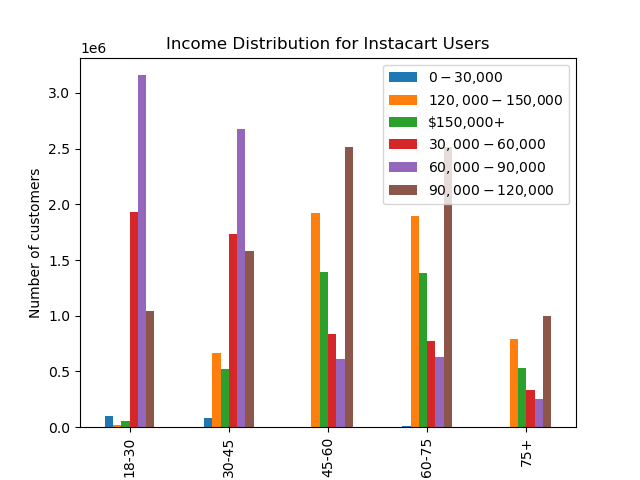 Income Distribution for Instacart Users
1e6
3.0
2.5
2.0
1.5
1.0
0.5
0.0
Number of customers
0 − 30,000
120, 000 − 150,000
$150,000+
30, 000 − 60,000
60, 000 − 90,000
90, 000 − 120,000
18-30
30-45
45-60
60-75
75+